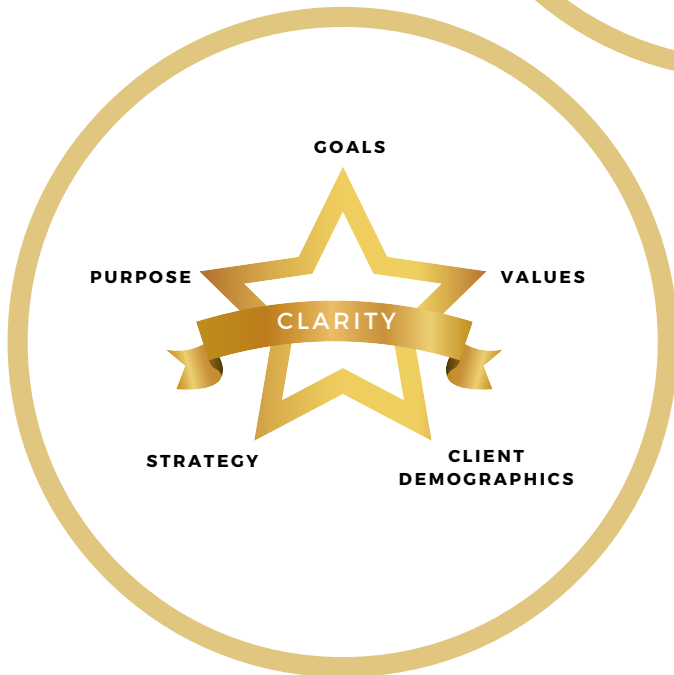 GOALS
PURPOSE
VALUES
CLARITY
STRATEGY
CLIENT
DEMOGRAPHICS